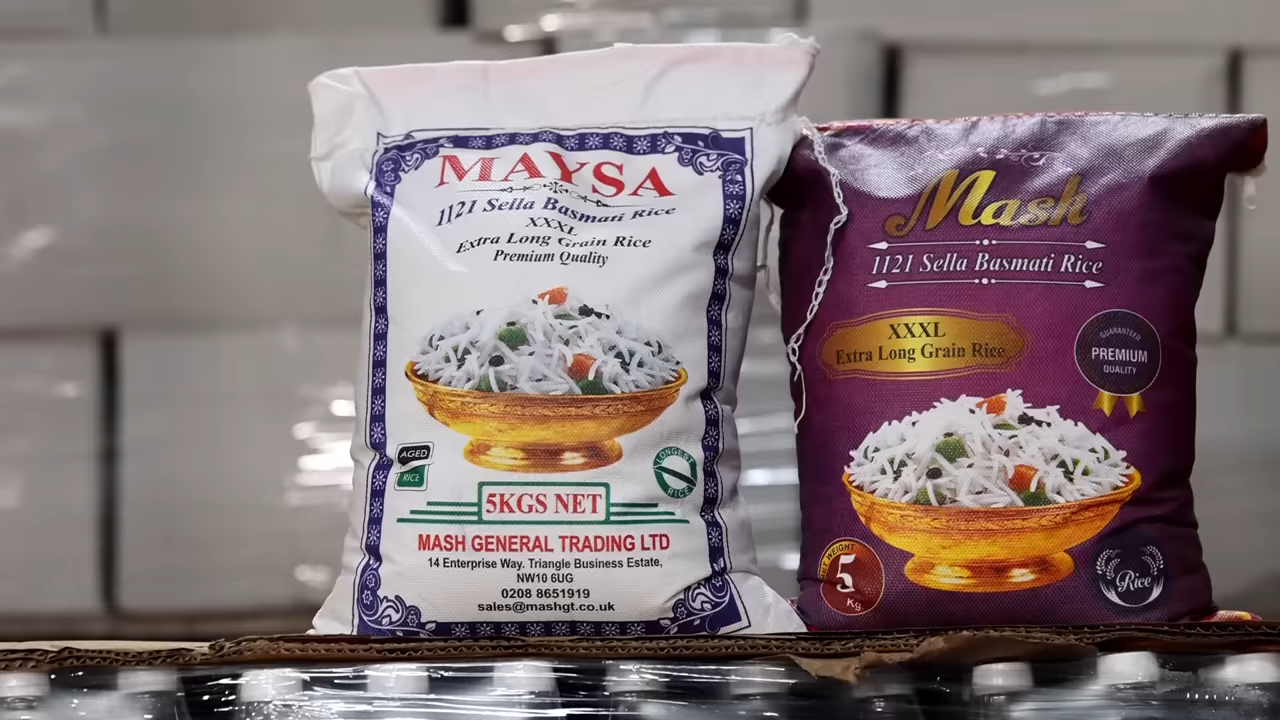 MAYSA
1121 Sella Basmati Rice
XXXL
Extra Long Grain Rice
Premium Quality
AGED
RICE
LONGEST
RICE
5KGS NET
MASH GENERAL TRADING LTD
14 Enterprise Way. Triangle Business Estate,
NW10 6UG
0208 8651919
sales@mashgt.co.uk
Mash
1121 Sella Basmati Rice
XXXL
Extra Long Grain Rice
GUARANTEED
PREMIUM
QUALITY
WEIGHT
5
Kg.
Rice